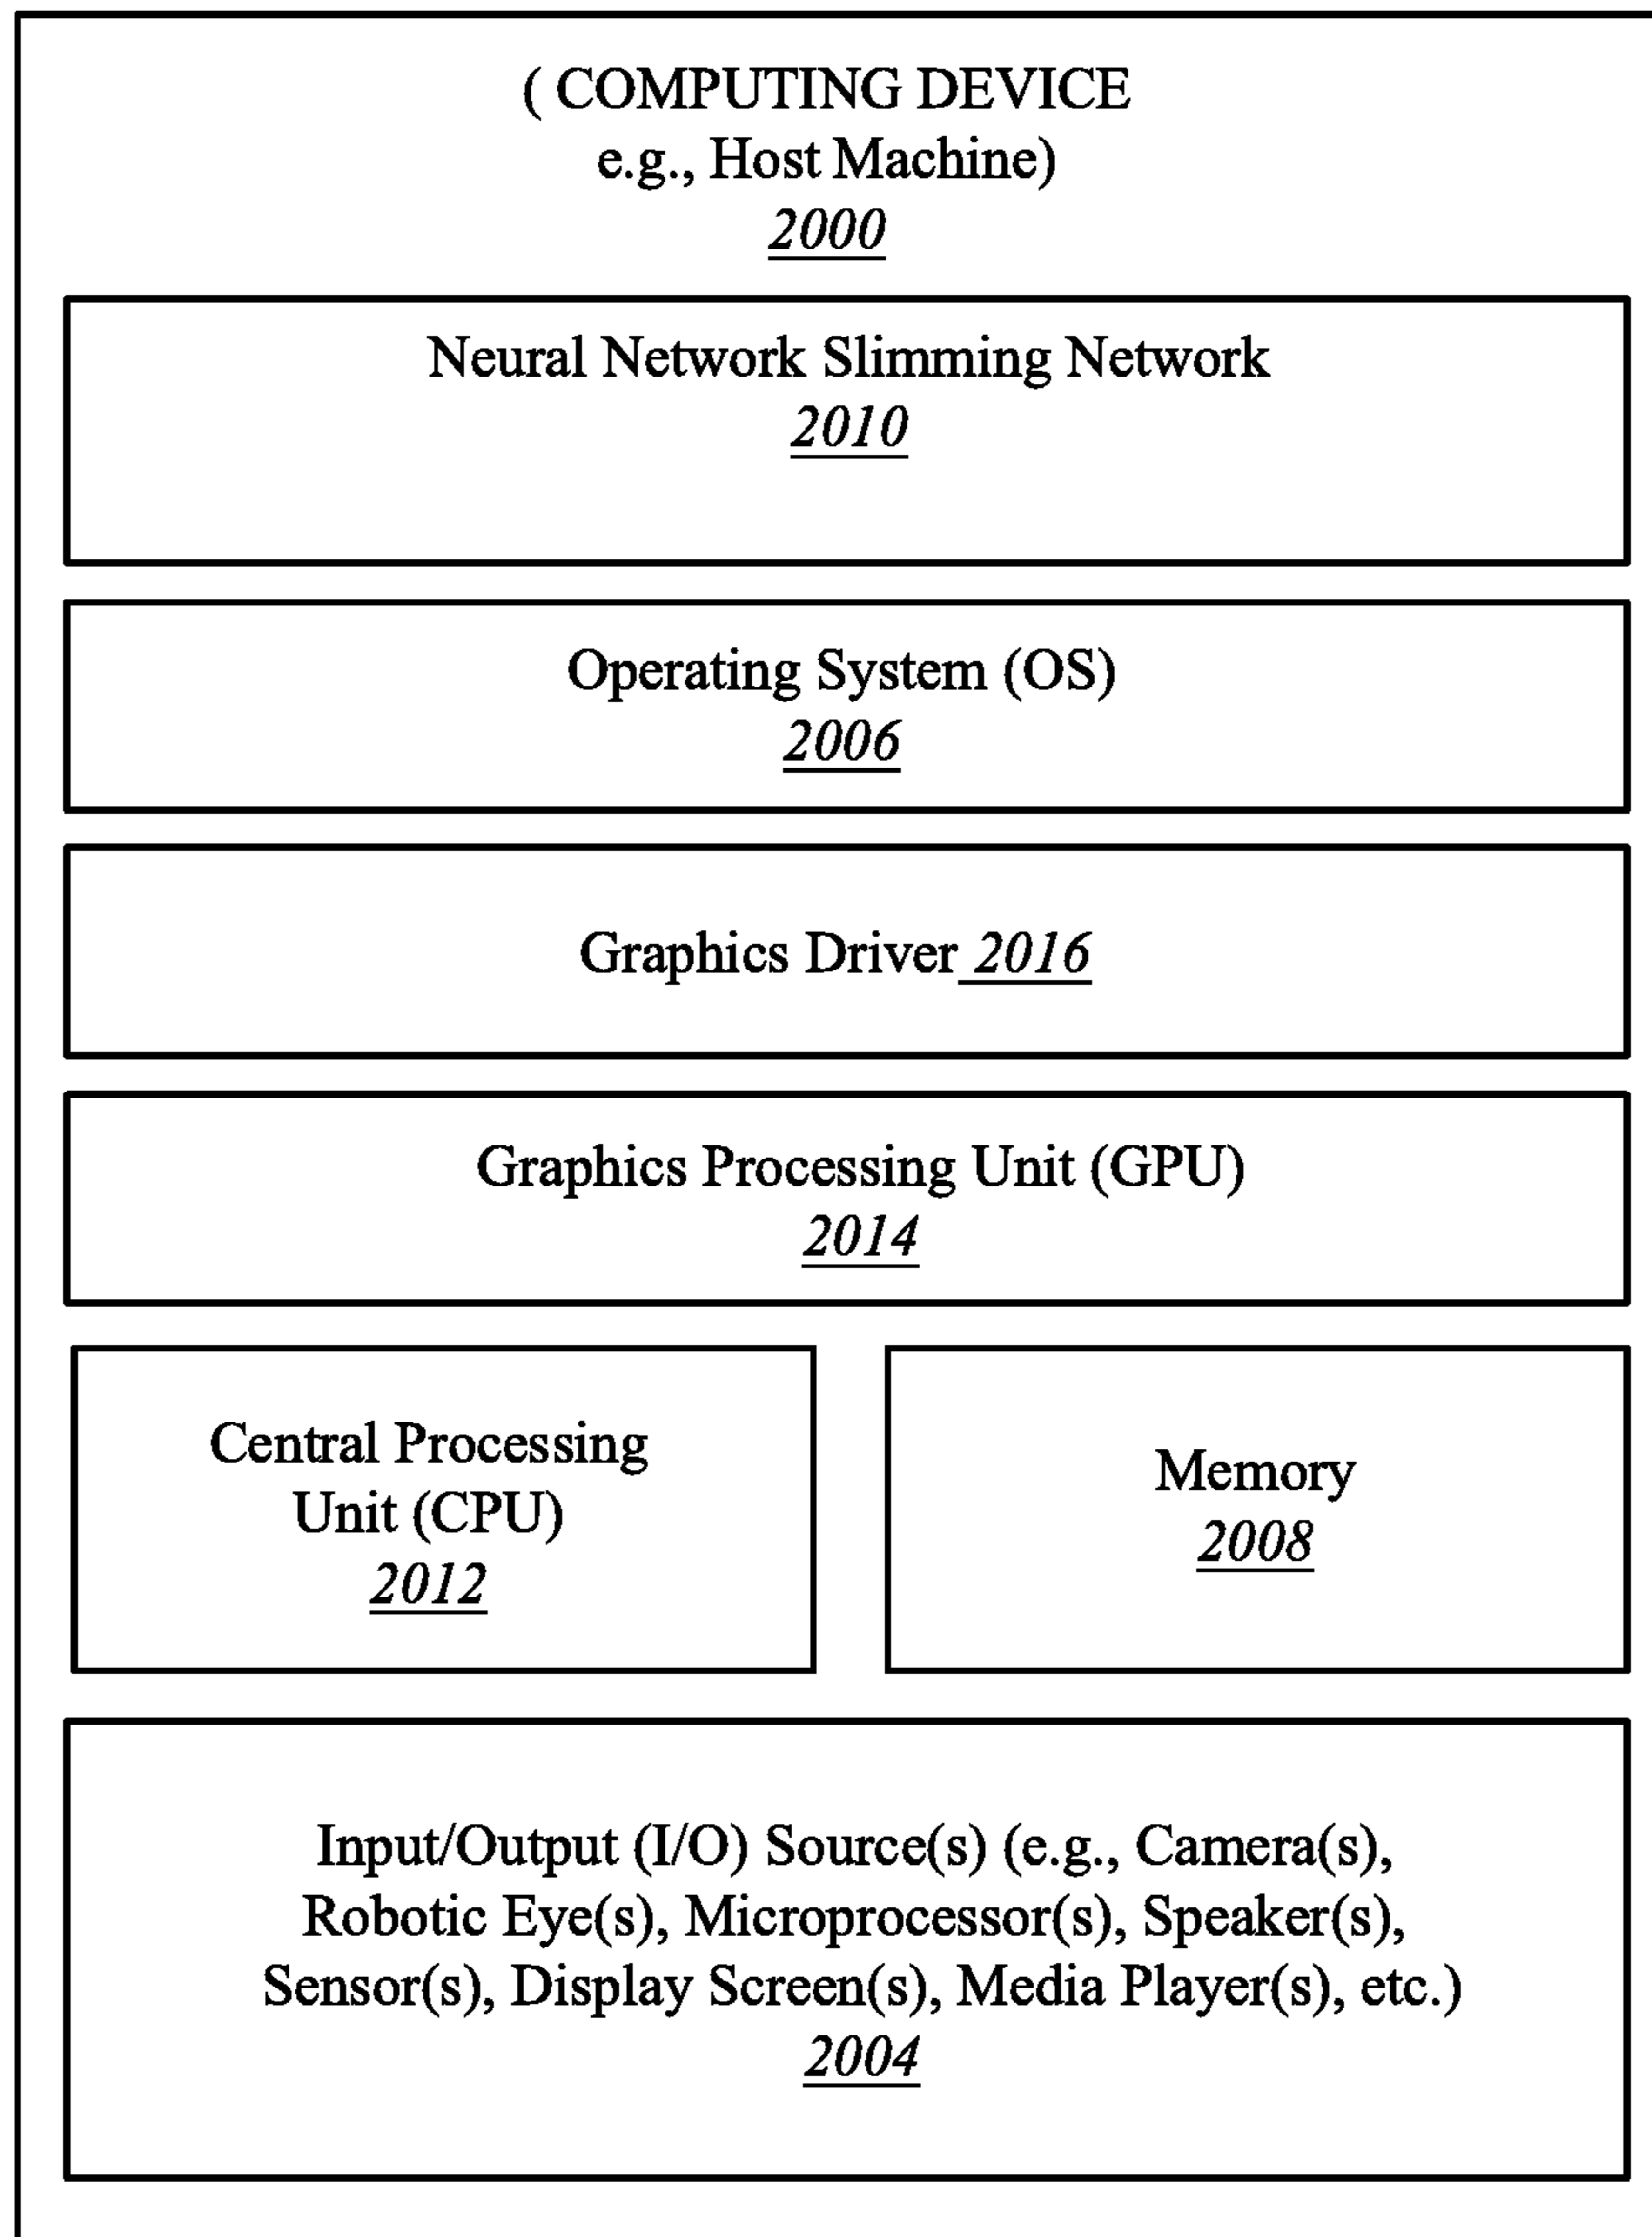 ( COMPUTING DEVICE
e.g., Host Machine)
2000
Neural Network Slimming Network
2010
Operating System (OS)
2006
Graphics Driver 2016
Graphics Processing Unit (GPU)
2014
Central Processing
Unit (CPU)
2012
Memory
2008
Input/Output (I/O) Source(s) (e.g., Camera(s),
Robotic Eye(s), Microprocessor(s), Speaker(s),
Sensor(s), Display Screen(s), Media Player(s), etc.)
2004